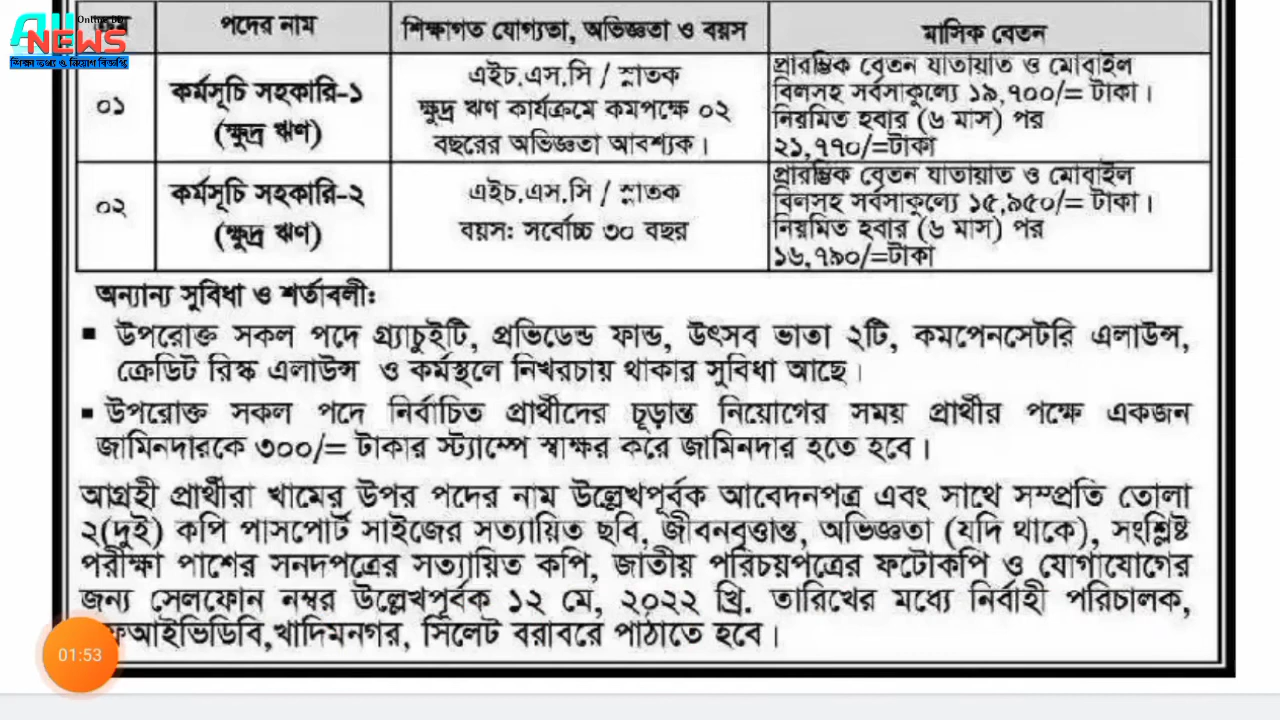 Online BD
All
NEWS
শিক্ষা তথ্য ও নিয়োগ বিজ্ঞপ্তি
পদের নাম
শিক্ষাগত যোগ্যতা, অভিজ্ঞতা ও বয়স
মাসিক বেতন
০১
কর্মসূচি সহকারি-১
(ক্ষুদ্র ঋণ)
এইচ.এস.সি / স্নাতক
ক্ষুদ্র ঋণ কার্যক্রমে কমপক্ষে ০২
বছরের অভিজ্ঞতা আবশ্যক।
প্রারম্ভিক বেতন যাতায়াত ও মোবাইল
বিলসহ সর্বসাকুল্যে ১৯,৭০০/= টাকা।
নিয়মিত হবার (৬ মাস) পর
২১,৭৭০/=টাকা
০২
কর্মসূচি সহকারি-২
(ক্ষুদ্র ঋণ)
এইচ.এস.সি / স্নাতক
বয়স: সর্বোচ্চ ৩০ বছর
প্রারম্ভিক বেতন যাতায়াত ও মোবাইল
বিলসহ সর্বসাকুল্যে ১৫,৯৫০/= টাকা।
নিয়মিত হবার (৬ মাস) পর
১৬,৭৯০/=টাকা
অন্যান্য সুবিধা ও শর্তাবলী:
▪ উপরোক্ত সকল পদে গ্র্যাচুইটি, প্রভিডেন্ড ফান্ড, উৎসব ভাতা ২টি, কমপেনসেটরি এলাউন্স,
ক্রেডিট রিস্ক এলাউন্স ও কর্মস্থলে নিখরচায় থাকার সুবিধা আছে।
▪ উপরোক্ত সকল পদে নির্বাচিত প্রার্থীদের চূড়ান্ত নিয়োগের সময় প্রার্থীর পক্ষে একজন
জামিনদারকে ৩০০/= টাকার স্ট্যাম্পে স্বাক্ষর করে জামিনদার হতে হবে।
আগ্রহী প্রার্থীরা খামের উপর পদের নাম উল্লেখপূর্বক আবেদনপত্র এবং সাথে সম্প্রতি তোলা
২(দুই) কপি পাসপোর্ট সাইজের সত্যায়িত ছবি, জীবনবৃত্তান্ত, অভিজ্ঞতা (যদি থাকে), সংশ্লিষ্ট
পরীক্ষা পাশের সনদপত্রের সত্যায়িত কপি, জাতীয় পরিচয়পত্রের ফটোকপি ও যোগাযোগের
জন্য সেলফোন নম্বর উল্লেখপূর্বক ১২ মে, ২০২২ খ্রি. তারিখের মধ্যে নির্বাহী পরিচালক,
এফআইভিডিবি,খাদিমনগর, সিলেট বরাবরে পাঠাতে হবে।
01:53